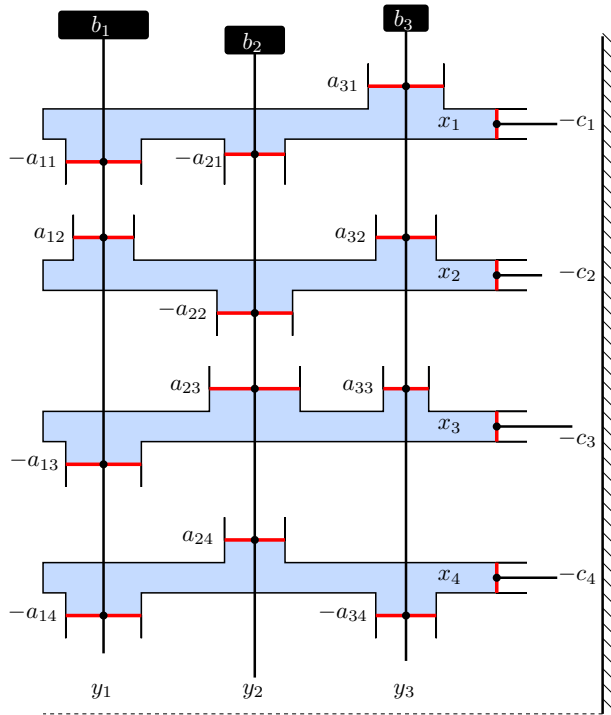 b₁ b₂ b₃
a₃₁
x₁ −c₁
−a₁₁ −a₂₁
a₁₂ a₃₂
x₂ −c₂
−a₂₂
a₂₃ a₃₃
x₃ −c₃
−a₁₃
a₂₄
x₄ −c₄
−a₁₄ −a₃₄
y₁ y₂ y₃